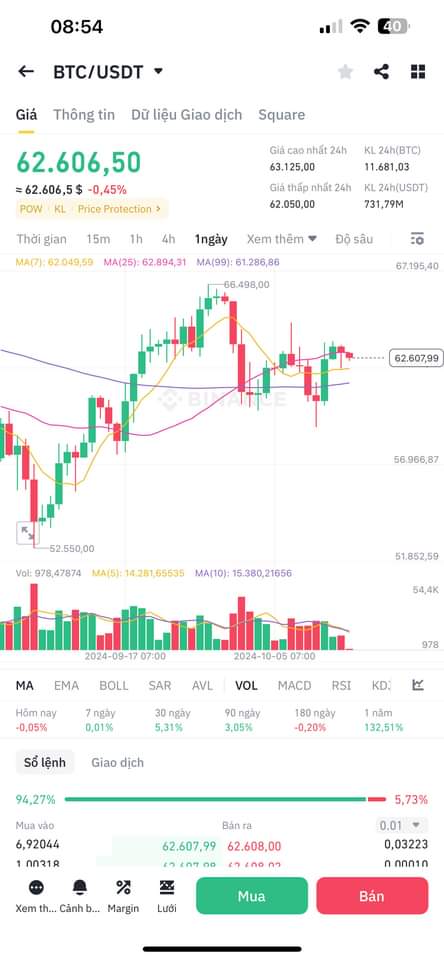 08:54
40
BTC/USDT
Giá Thông tin Dữ liệu Giao dịch Square
62.606,50
≈ 62.606,5 $ -0,45%
POW KL Price Protection >
Giá cao nhất 24h KL 24h(BTC)
63.125,00 11.681,03
Giá thấp nhất 24h KL 24h(USDT)
62.050,00 731,79M
Thời gian 15m 1h 4h 1ngày Xem thêm Độ sâu
MA(7): 62.049,59 MA(25): 62.894,31 MA(99): 61.286,86
67.195,40
66.498,00
62.607,99
BINANCE
56.966,87
52.550,00
51.852,59
Vol: 978,47874 MA(5): 14.281,65535 MA(10): 15.380,21656
54,4K
978
2024-09-17 07:00 2024-10-05 07:00
MA EMA BOLL SAR AVL VOL MACD RSI KDJ
Hôm nay 7 ngày 30 ngày 90 ngày 180 ngày 1 năm
-0,05% 0,01% 5,31% 3,05% -0,20% 132,51%
Sổ lệnh Giao dịch
94,27% 5,73%
Mua vào Bán ra 0.01
6,92044 62.607,99 62.608,00 0,03223
1,00318 62.607,98 62.608,02 0,00010
Xem th... Cảnh b... Margin Lưới Mua Bán